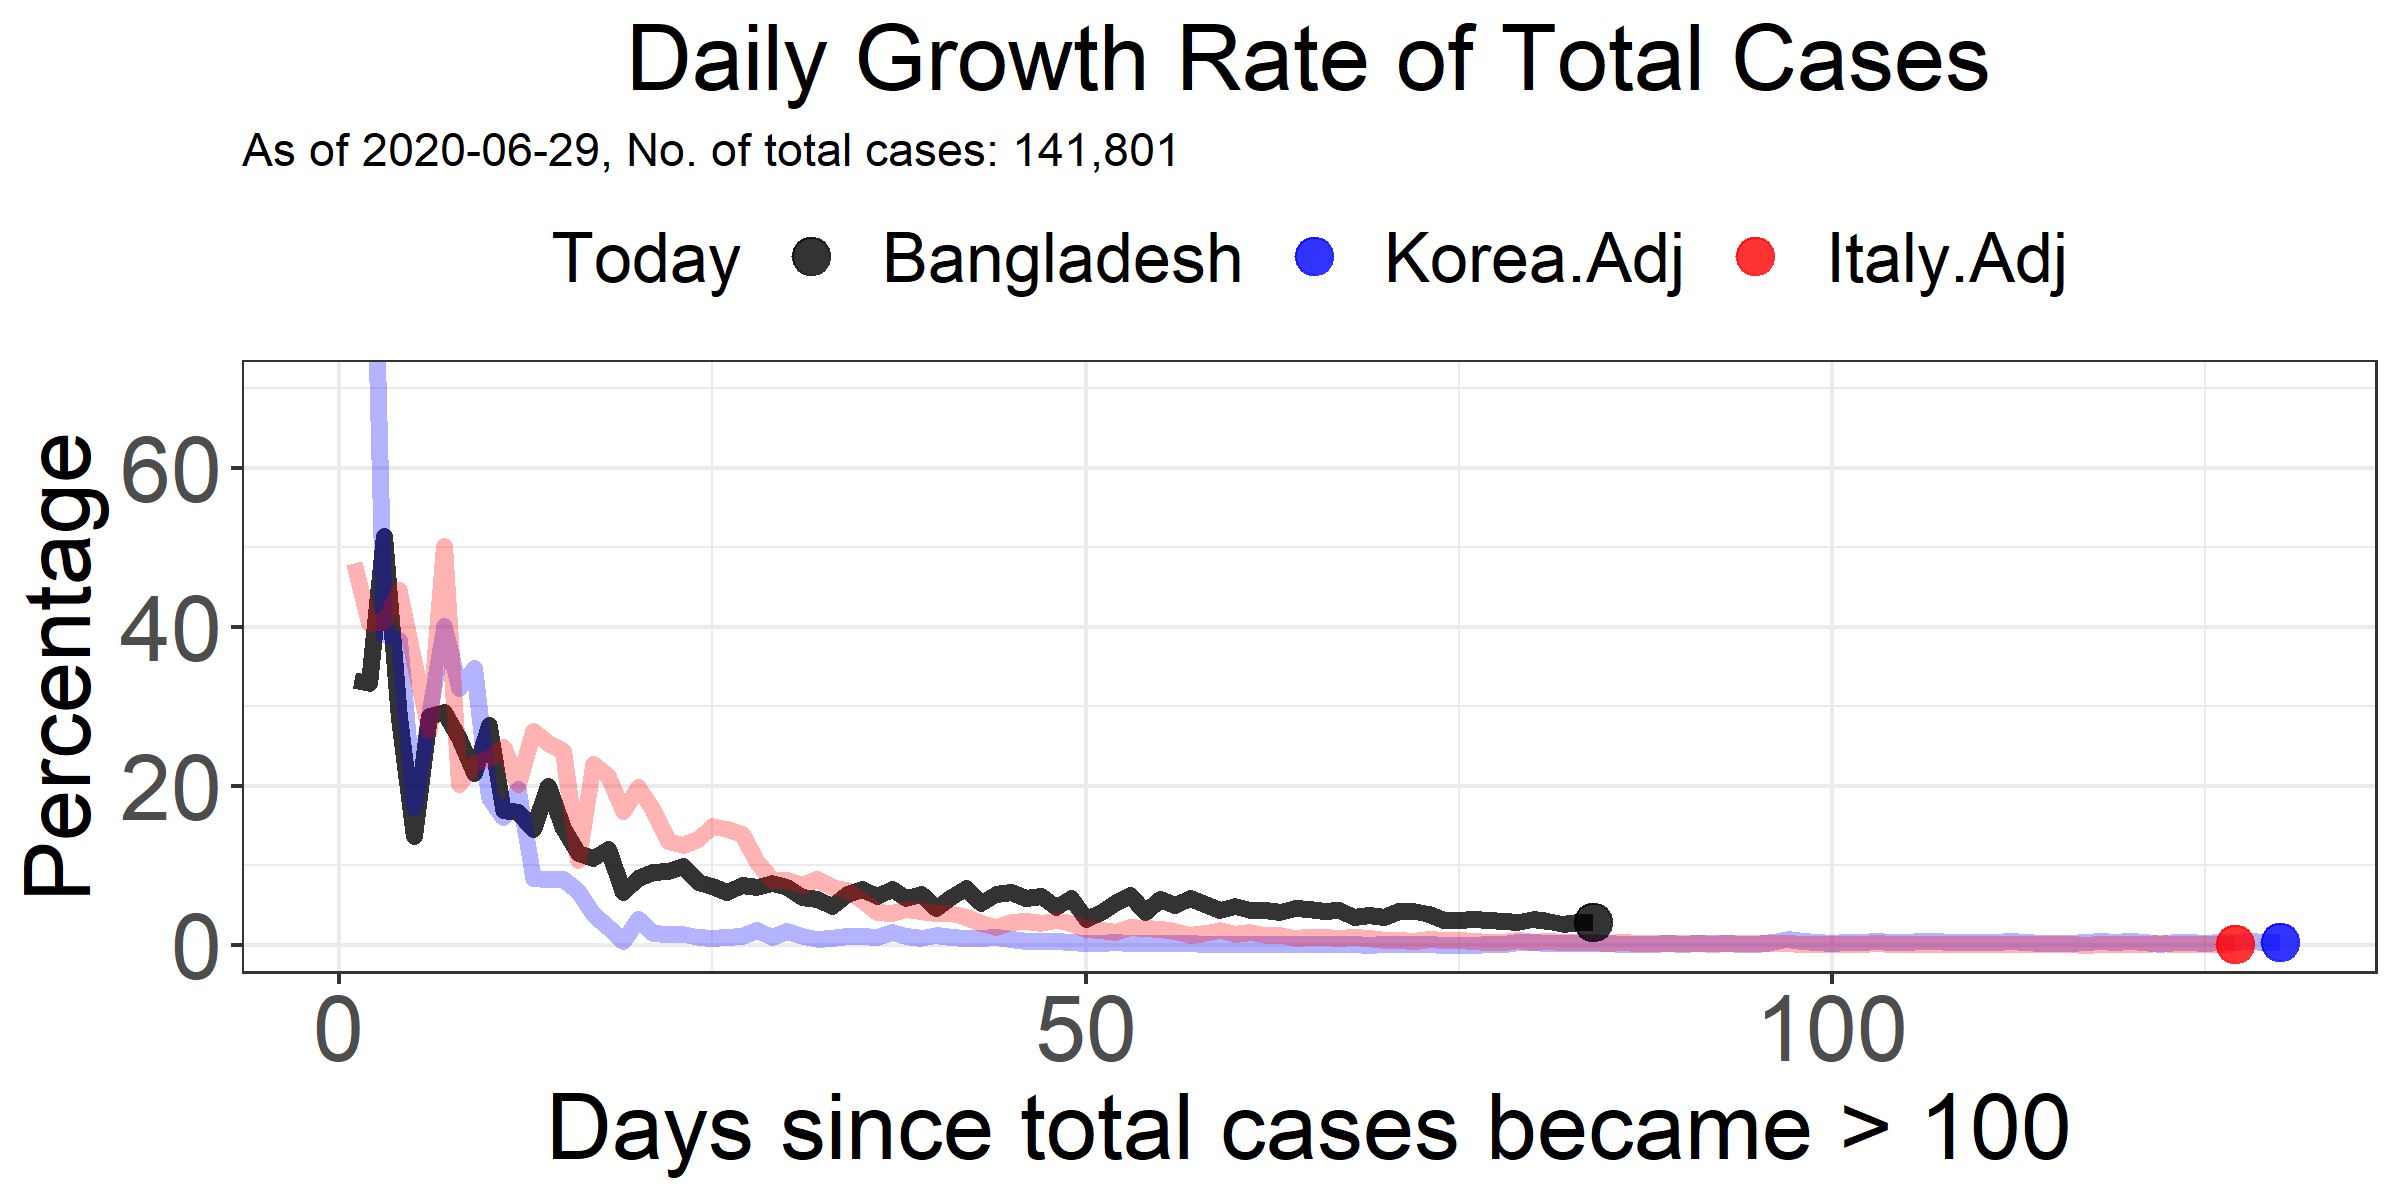 Daily Growth Rate of Total Cases
As of 2020-06-29, No. of total cases: 141,801
Today Bangladesh Korea.Adj Italy.Adj
Percentage
60
40
20
0
0 50 100
Days since total cases became > 100